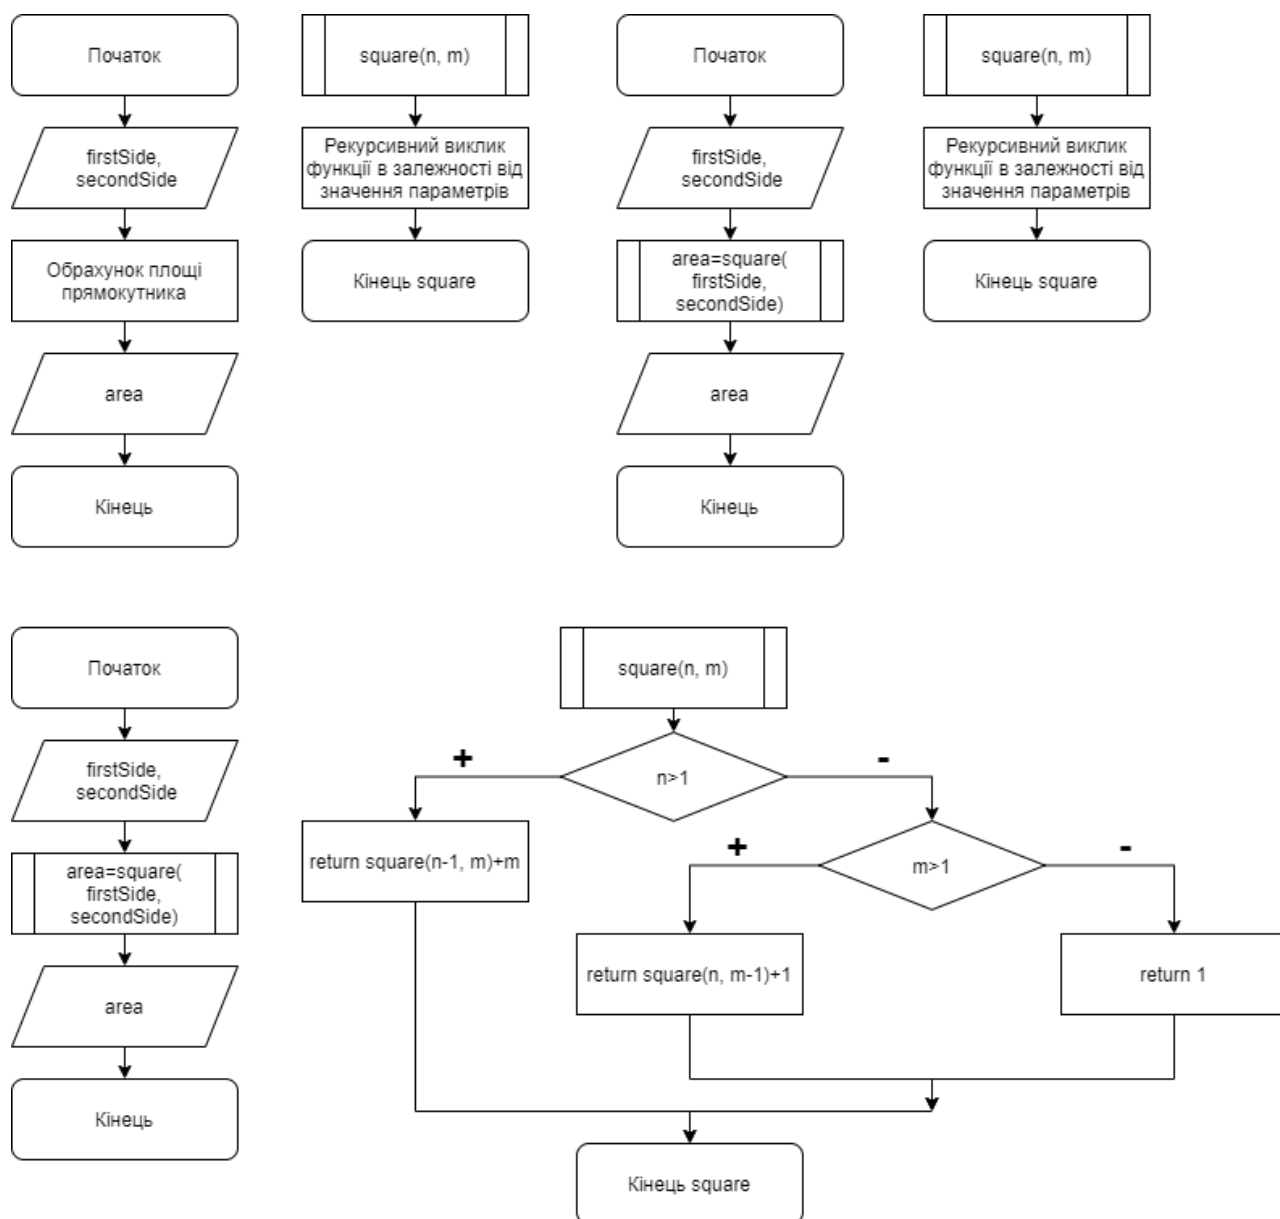 Початок
firstSide,
secondSide
Обрахунок площі
прямокутника
area
Кінець
square(n, m)
Рекурсивний виклик
функції в залежності від
значення параметрів
Кінець square
Початок
firstSide,
secondSide
area=square(
firstSide,
secondSide)
area
Кінець
square(n, m)
Рекурсивний виклик
функції в залежності від
значення параметрів
Кінець square
Початок
firstSide,
secondSide
area=square(
firstSide,
secondSide)
area
Кінець
square(n, m)
n>1
+
-
return square(n-1, m)+m
m>1
+
-
return square(n, m-1)+1
return 1
Кінець square